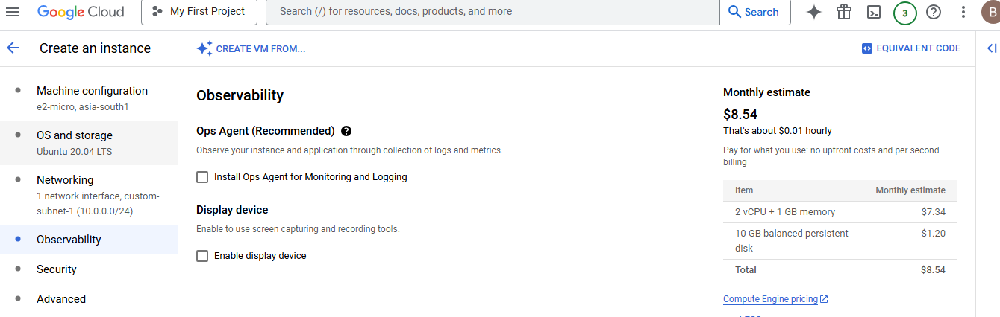 Google Cloud
My First Project
Search (/) for resources, docs, products, and more
Search
3
B
Create an instance
CREATE VM FROM...
EQUIVALENT CODE
Machine configuration
e2-micro, asia-south1
OS and storage
Ubuntu 20.04 LTS
Networking
1 network interface, custom-
subnet-1 (10.0.0.0/24)
Observability
Security
Advanced
Observability
Ops Agent (Recommended)
Observe your instance and application through collection of logs and metrics.
Install Ops Agent for Monitoring and Logging
Display device
Enable to use screen capturing and recording tools.
Enable display device
Monthly estimate
$8.54
That's about $0.01 hourly
Pay for what you use: no upfront costs and per second
billing
Item Monthly estimate
2 vCPU + 1 GB memory $7.34
10 GB balanced persistent $1.20
disk
Total $8.54
Compute Engine pricing